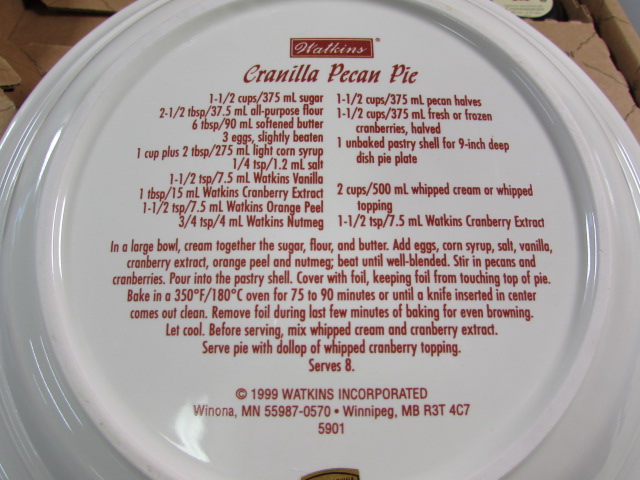 Watkins®
Cranilla Pecan Pie
1-1/2 cups/375 mL sugar
2-1/2 tbsp/37.5 mL all-purpose flour
6 tbsp/90 mL softened butter
3 eggs, slightly beaten
1 cup plus 2 tbsp/275 mL light corn syrup
1/4 tsp/1.2 mL salt
1-1/2 tsp/7.5 mL Watkins Vanilla
1 tbsp/15 mL Watkins Cranberry Extract
1-1/2 tsp/7.5 mL Watkins Orange Peel
3/4 tsp/4 mL Watkins Nutmeg
1-1/2 cups/375 mL pecan halves
1-1/2 cups/375 mL fresh or frozen
cranberries, halved
1 unbaked pastry shell for 9-inch deep
dish pie plate
2 cups/500 mL whipped cream or whipped
topping
1-1/2 tsp/7.5 mL Watkins Cranberry Extract
In a large bowl, cream together the sugar, flour, and butter. Add eggs, corn syrup, salt, vanilla,
cranberry extract, orange peel and nutmeg; beat until well-blended. Stir in pecans and
cranberries. Pour into the pastry shell. Cover with foil, keeping foil from touching top of pie.
Bake in a 350°F/180°C oven for 75 to 90 minutes or until a knife inserted in center
comes out clean. Remove foil during last few minutes of baking for even browning.
Let cool. Before serving, mix whipped cream and cranberry extract.
Serve pie with dollop of whipped cranberry topping.
Serves 8.
© 1999 WATKINS INCORPORATED
Winona, MN 55987-0570 • Winnipeg, MB R3T 4C7
5901